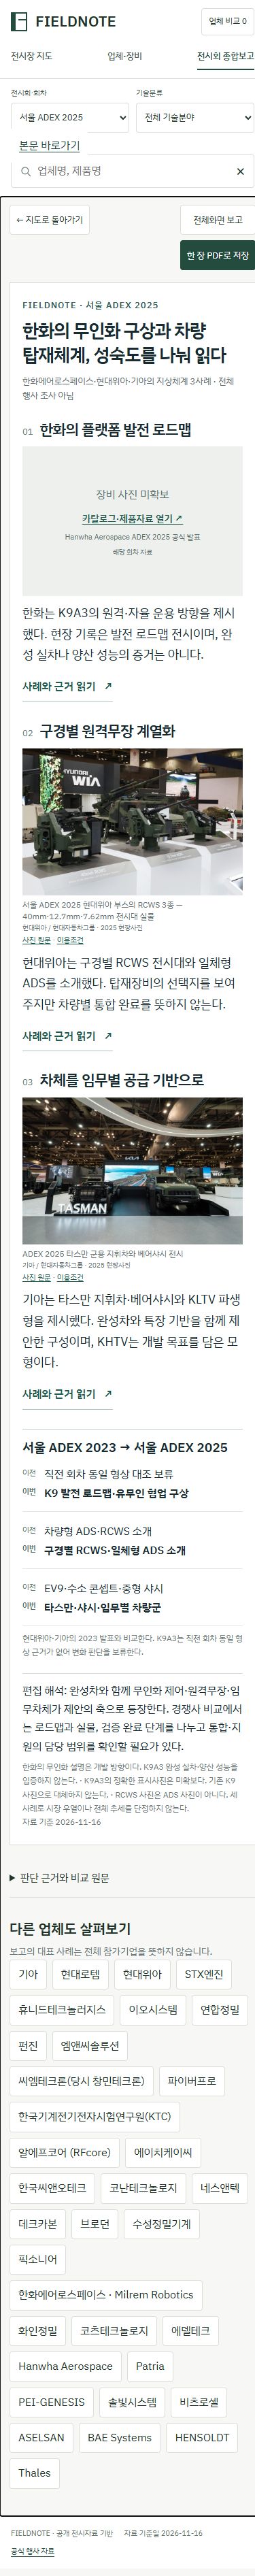 FIELDNOTE
업체 비교 0
전시장 지도
업체·장비
전시회 종합보고
전시회·회차
기술분류
서울 ADEX 2025
전체 기술분야
본문 바로가기
업체명, 제품명
← 지도로 돌아가기
전체화면 보고
한 장 PDF로 저장
FIELDNOTE · 서울 ADEX 2025
한화의 무인화 구상과 차량
탑재체계, 성숙도를 나눠 읽다
한화에어로스페이스·현대위아·기아의 지상체계 3사례 · 전체
행사 조사 아님
01 한화의 플랫폼 발전 로드맵
장비 사진 미확보
카탈로그·제품자료 열기 ↗
Hanwha Aerospace ADEX 2025 공식 발표
해당 회차 자료
한화는 K9A3의 원격·자율 운용 방향을 제시
했다. 현장 기록은 발전 로드맵 전시이며, 완
성 실차나 양산 성능의 증거는 아니다.
사례와 근거 읽기 ↗
02 구경별 원격무장 계열화
HYUNDAI
WIA
서울 ADEX 2025 현대위아 부스의 RCWS 3종 —
40mm·12.7mm·7.62mm 전시대 실물
현대위아 / 현대자동차그룹 · 2025 현장사진
사진 원문 · 이용조건
현대위아는 구경별 RCWS 전시대와 일체형
ADS를 소개했다. 탑재장비의 선택지를 보여
주지만 차량별 통합 완료를 뜻하지 않는다.
사례와 근거 읽기 ↗
03 차체를 임무별 공급 기반으로
TASMAN
ADEX 2025 타스만 군용 지휘차와 베어샤시 전시
기아 / 현대자동차그룹 · 2025 현장사진
사진 원문 · 이용조건
기아는 타스만 지휘차·베어샤시와 KLTV 파생
형을 제시했다. 완성차와 특장 기반을 함께 제
안한 구성이며, KHTV는 개발 목표를 담은 모
형이다.
사례와 근거 읽기 ↗
서울 ADEX 2023 → 서울 ADEX 2025
이전 직전 회차 동일 형상 대조 보류
이번 K9 발전 로드맵·유무인 협업 구상
이전 차량형 ADS·RCWS 소개
이번 구경별 RCWS·일체형 ADS 소개
이전 EV9·수소 콘셉트·중형 샤시
이번 타스만·샤시·임무별 차량군
현대위아·기아의 2023 발표와 비교한다. K9A3는 직전 회차 동일 형
상 근거가 없어 변화 판단을 보류한다.
편집 해석: 완성차와 함께 무인화 제어·원격무장·임
무차체가 제안의 축으로 등장한다. 경쟁사 비교에서
는 로드맵과 실물, 검증 완료 단계를 나누고 통합·지
원의 담당 범위를 확인할 필요가 있다.
한화의 무인화 설명은 개발 방향이다. K9A3 완성 실차·양산 성능을
입증하지 않는다. · K9A3의 정확한 표시사진은 미확보다. 기존 K9
사진으로 대체하지 않는다. · RCWS 사진은 ADS 사진이 아니다. 세
사례로 시장 우열이나 전체 추세를 단정하지 않는다.
자료 기준 2026-11-16
▶ 판단 근거와 비교 원문
다른 업체도 살펴보기
보고의 대표 사례는 전체 참가기업을 뜻하지 않습니다.
기아
현대로템
현대위아
STX엔진
휴니드테크놀러지스
이오시스템
연합정밀
펀진
엠앤씨솔루션
씨엠테크론(당시 창민테크론)
파이버프로
한국기계전기전자시험연구원(KTC)
알에프코어 (RFcore)
에이치케이씨
한국씨앤오테크
코난테크놀로지
네스앤텍
데크카본
브로던
수성정밀기계
픽소니어
한화에어로스페이스 · Milrem Robotics
화인정밀
코츠테크놀로지
에델테크
Hanwha Aerospace
Patria
PEI-GENESIS
솔빛시스템
비츠로셀
ASELSAN
BAE Systems
HENSOLDT
Thales
FIELDNOTE · 공개 전시자료 기반 자료 기준일 2026-11-16
공식 행사 자료